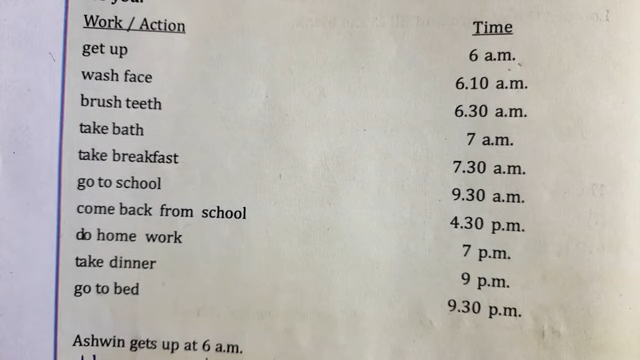 Work / Action Time
get up 6 a.m.
wash face 6.10 a.m.
brush teeth 6.30 a.m.
take bath 7 a.m.
take breakfast 7.30 a.m.
go to school 9.30 a.m.
come back from school 4.30 p.m.
do home work 7 p.m.
take dinner 9 p.m.
go to bed 9.30 p.m.
Ashwin gets up at 6 a.m.